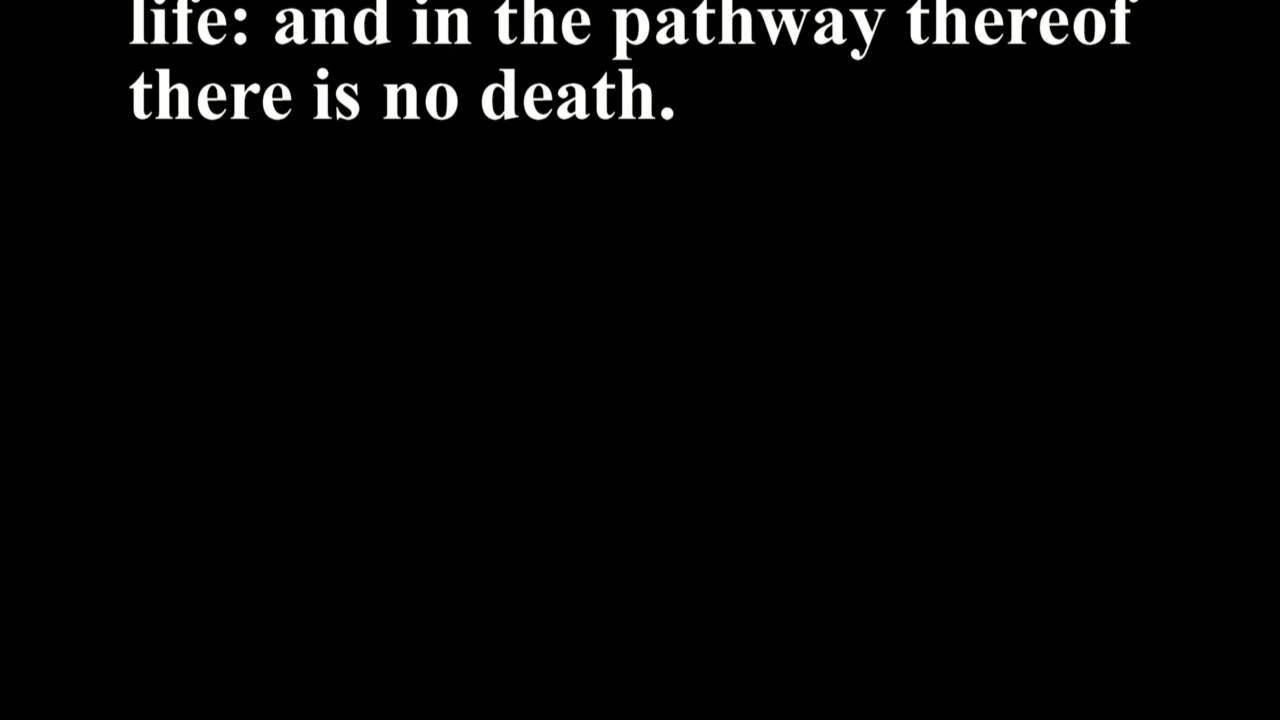 life: and in the pathway thereof
there is no death.